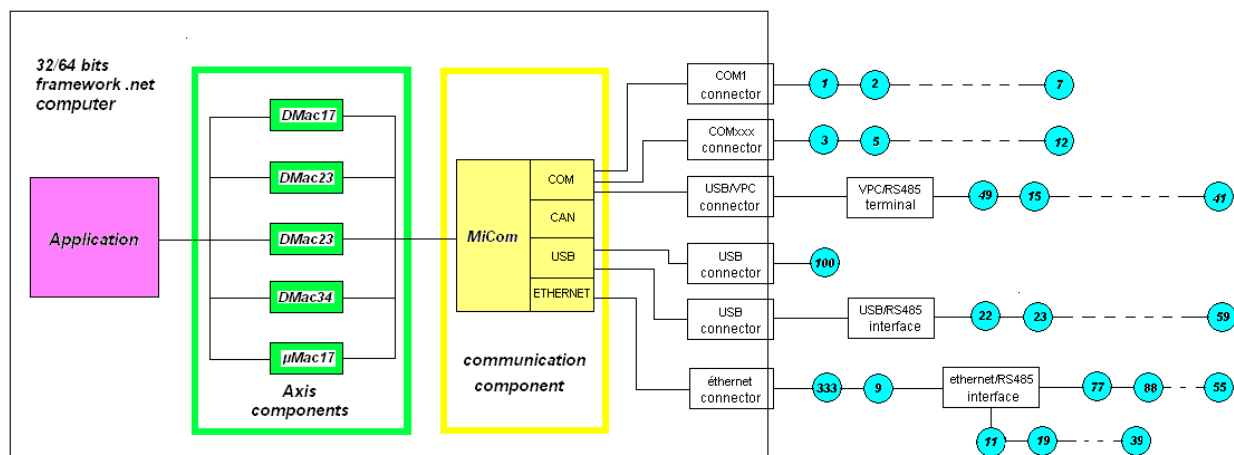 32/64 bits
framework .net
computer
Application
DMac17
DMac23
DMac23
DMac34
µMac17
Axis
components
MiCom
COM
CAN
USB
ETHERNET
communication
component
COM1
connector
1
2
7
COMxxx
connector
3
5
12
USB/VPC
connector
VPC/RS485
terminal
49
15
41
USB
connector
100
USB
connector
USB/RS485
interface
22
23
59
éthernet
connector
333
9
ethernet/RS485
interface
77
88
55
11
19
39